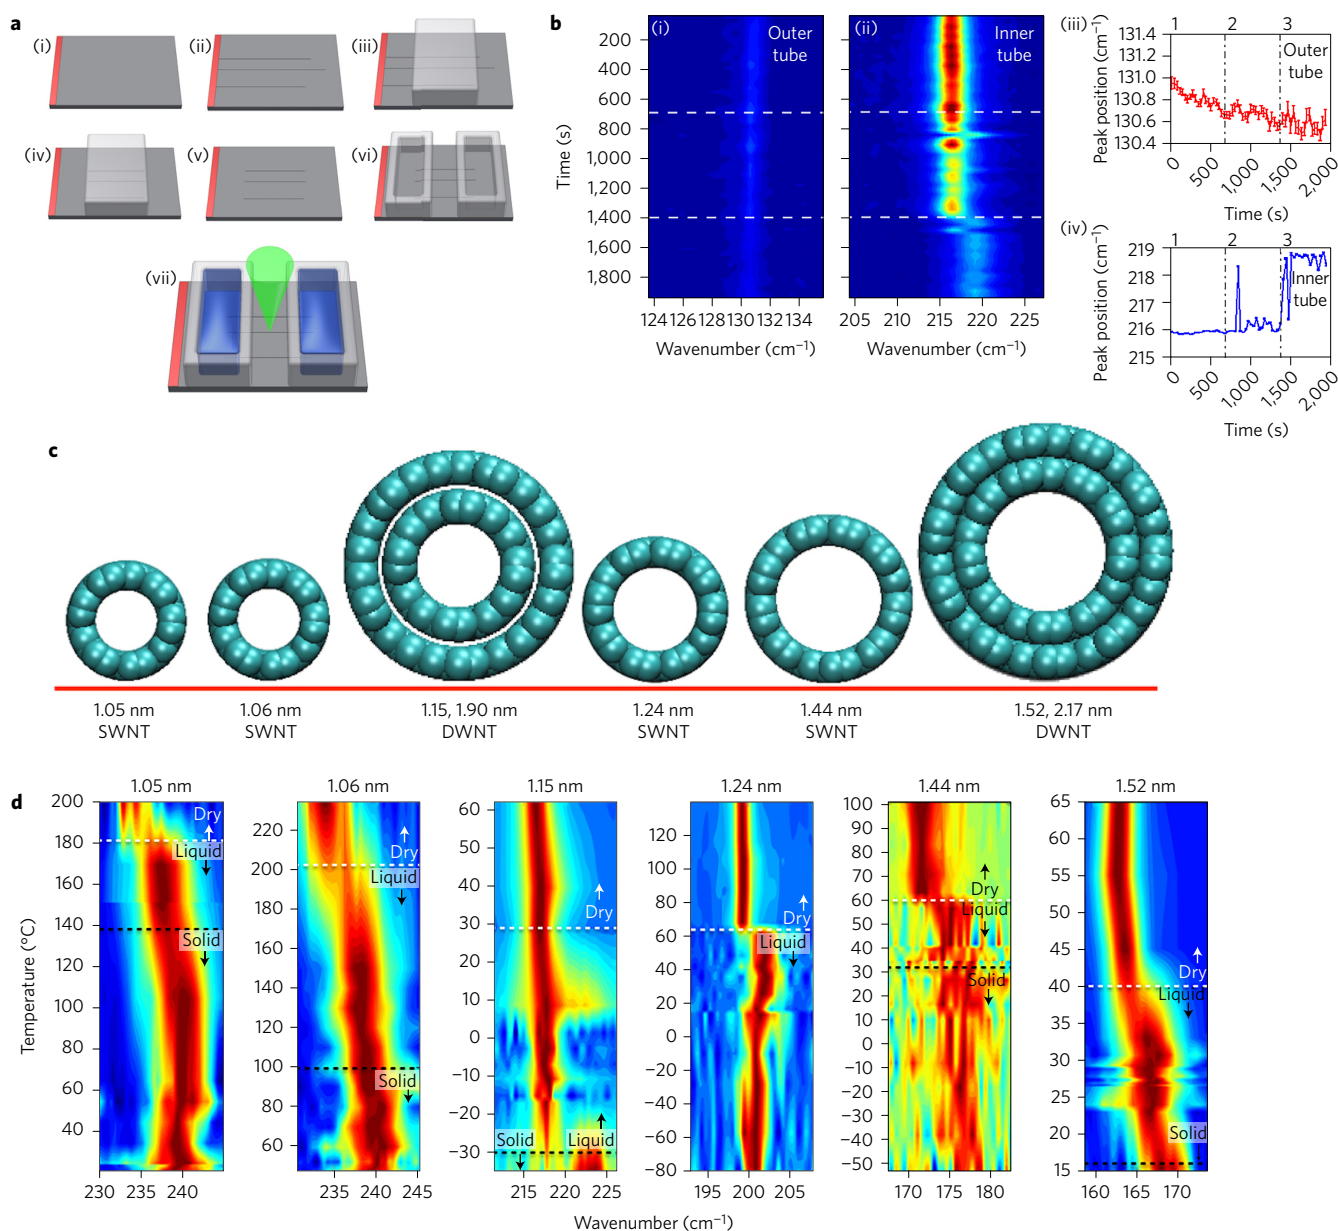 a
(i)
(ii)
(iii)
(iv)
(v)
(vi)
(vii)
b
(i)
Outer
tube
(ii)
Inner
tube
200
400
600
800
1,000
1,200
1,400
1,600
1,800
Time (s)
124 126 128 130 132 134
Wavenumber (cm⁻¹)
205 210 215 220 225
Wavenumber (cm⁻¹)
(iii)
1 2 3
Outer
tube
131.4
131.0
130.8
130.6
130.4
Peak position (cm⁻¹)
0 500 1,000 1,500 2,000
Time (s)
(iv)
1 2 3
Inner
tube
219
218
217
216
215
Peak position (cm⁻¹)
0 500 1,000 1,500 2,000
Time (s)
c
1.05 nm
SWNT
1.06 nm
SWNT
1.15, 1.90 nm
DWNT
1.24 nm
SWNT
1.44 nm
SWNT
1.52, 2.17 nm
DWNT
d
Temperature (°C)
1.05 nm
200
180
160
140
120
100
80
60
40
Dry
Liquid
Solid
230 235 240
1.06 nm
220
200
180
160
140
120
100
80
60
Dry
Liquid
Solid
235 240 245
1.15 nm
60
50
40
30
20
10
0
−10
−20
−30
Dry
Solid
Liquid
215 220 225
1.24 nm
120
100
80
60
40
20
0
−20
−40
−60
−80
Dry
Liquid
195 200 205
1.44 nm
100
90
80
70
60
50
40
30
20
10
0
−10
−20
−30
−40
−50
Dry
Liquid
Solid
170 175 180
1.52 nm
65
60
55
50
45
40
35
30
25
20
15
Dry
Liquid
Solid
160 165 170
Wavenumber (cm⁻¹)